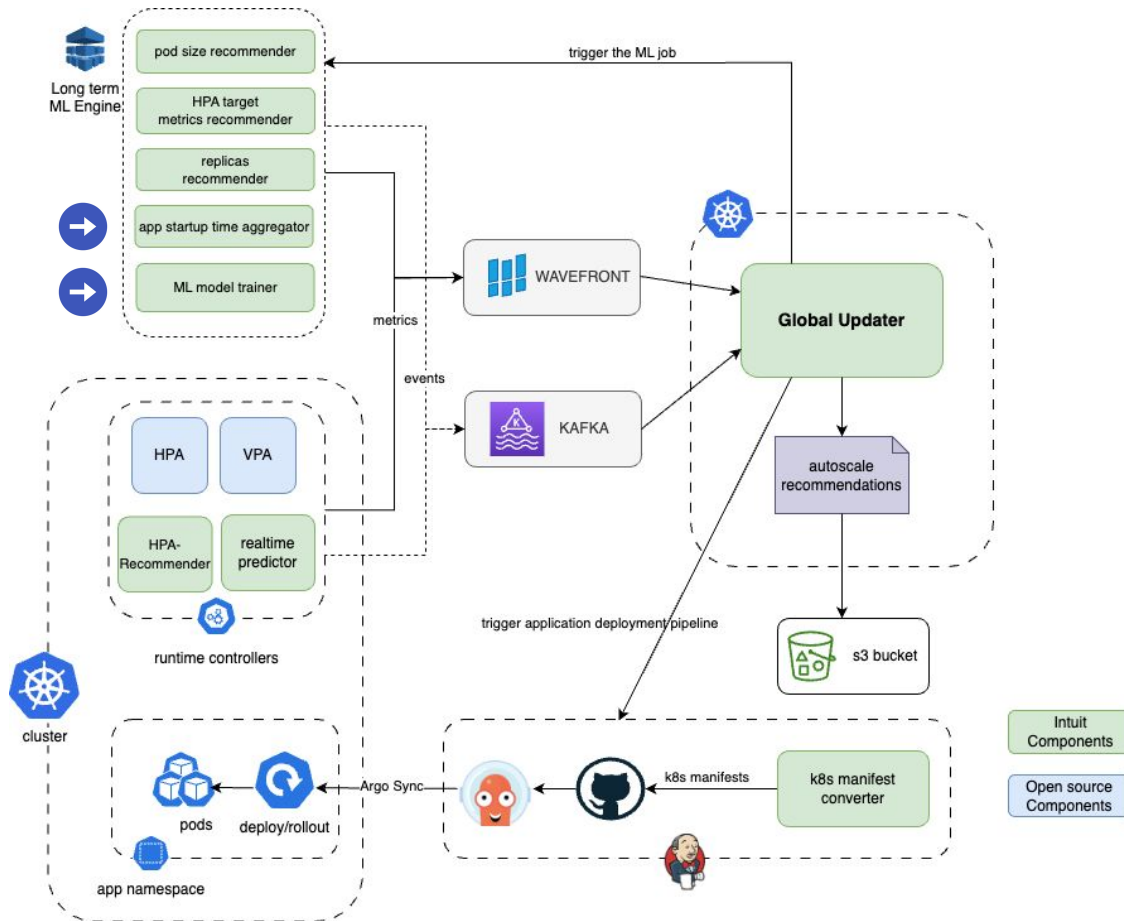 pod size recommender
trigger the ML job
Long term
ML Engine
HPA target
metrics recommender
replicas
recommender
app startup time aggregator
ML model trainer
WAVEFRONT
Global Updater
metrics
events
KAFKA
HPA
VPA
autoscale
recommendations
HPA-
Recommender
realtime
predictor
trigger application deployment pipeline
runtime controllers
s3 bucket
cluster
Intuit
Components
k8s manifests
k8s manifest
converter
Argo Sync
Open source
Components
pods
deploy/rollout
app namespace
K